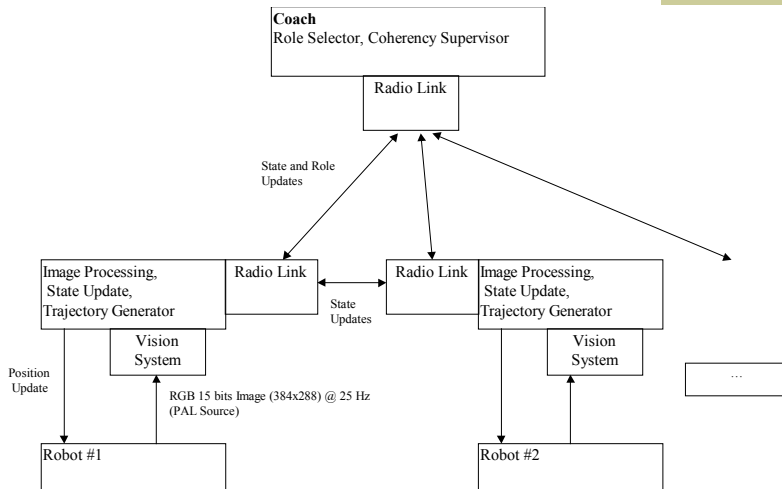 Coach
Role Selector, Coherency Supervisor
Radio Link
State and Role
Updates
Image Processing,
State Update,
Trajectory Generator
Radio Link
Radio Link
Image Processing,
State Update,
Trajectory Generator
State
Updates
Vision
System
Vision
System
Position
Update
RGB 15 bits Image (384x288) @ 25 Hz
(PAL Source)
...
Robot #1
Robot #2